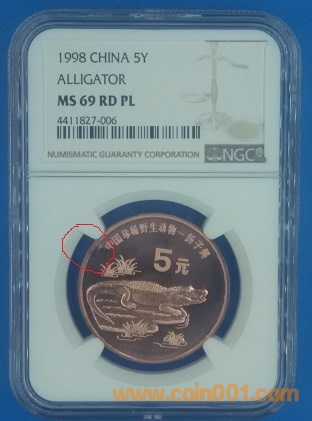 1998 CHINA 5Y
ALLIGATOR
MS 69 RD PL
4411827-006
NUMISMATIC GUARANTY CORPORATION
NGC
中国珍稀野生动物-扬子鳄
5元
www.coin001.com